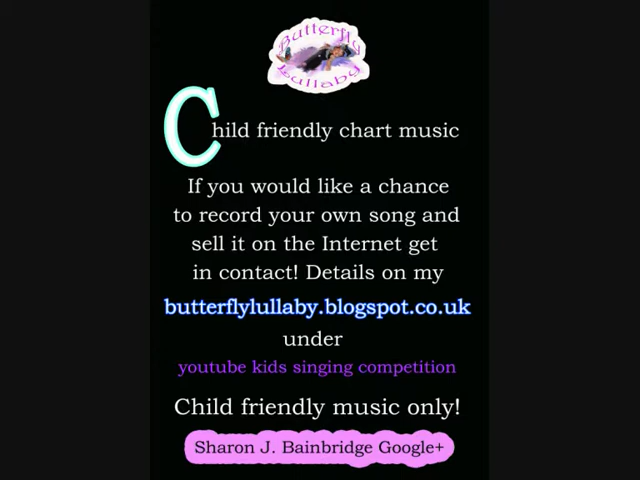 Butterfly
Lullaby
Child friendly chart music
If you would like a chance
to record your own song and
sell it on the Internet get
in contact! Details on my
butterflylullaby.blogspot.co.uk
under
youtube kids singing competition
Child friendly music only!
Sharon J. Bainbridge Google+